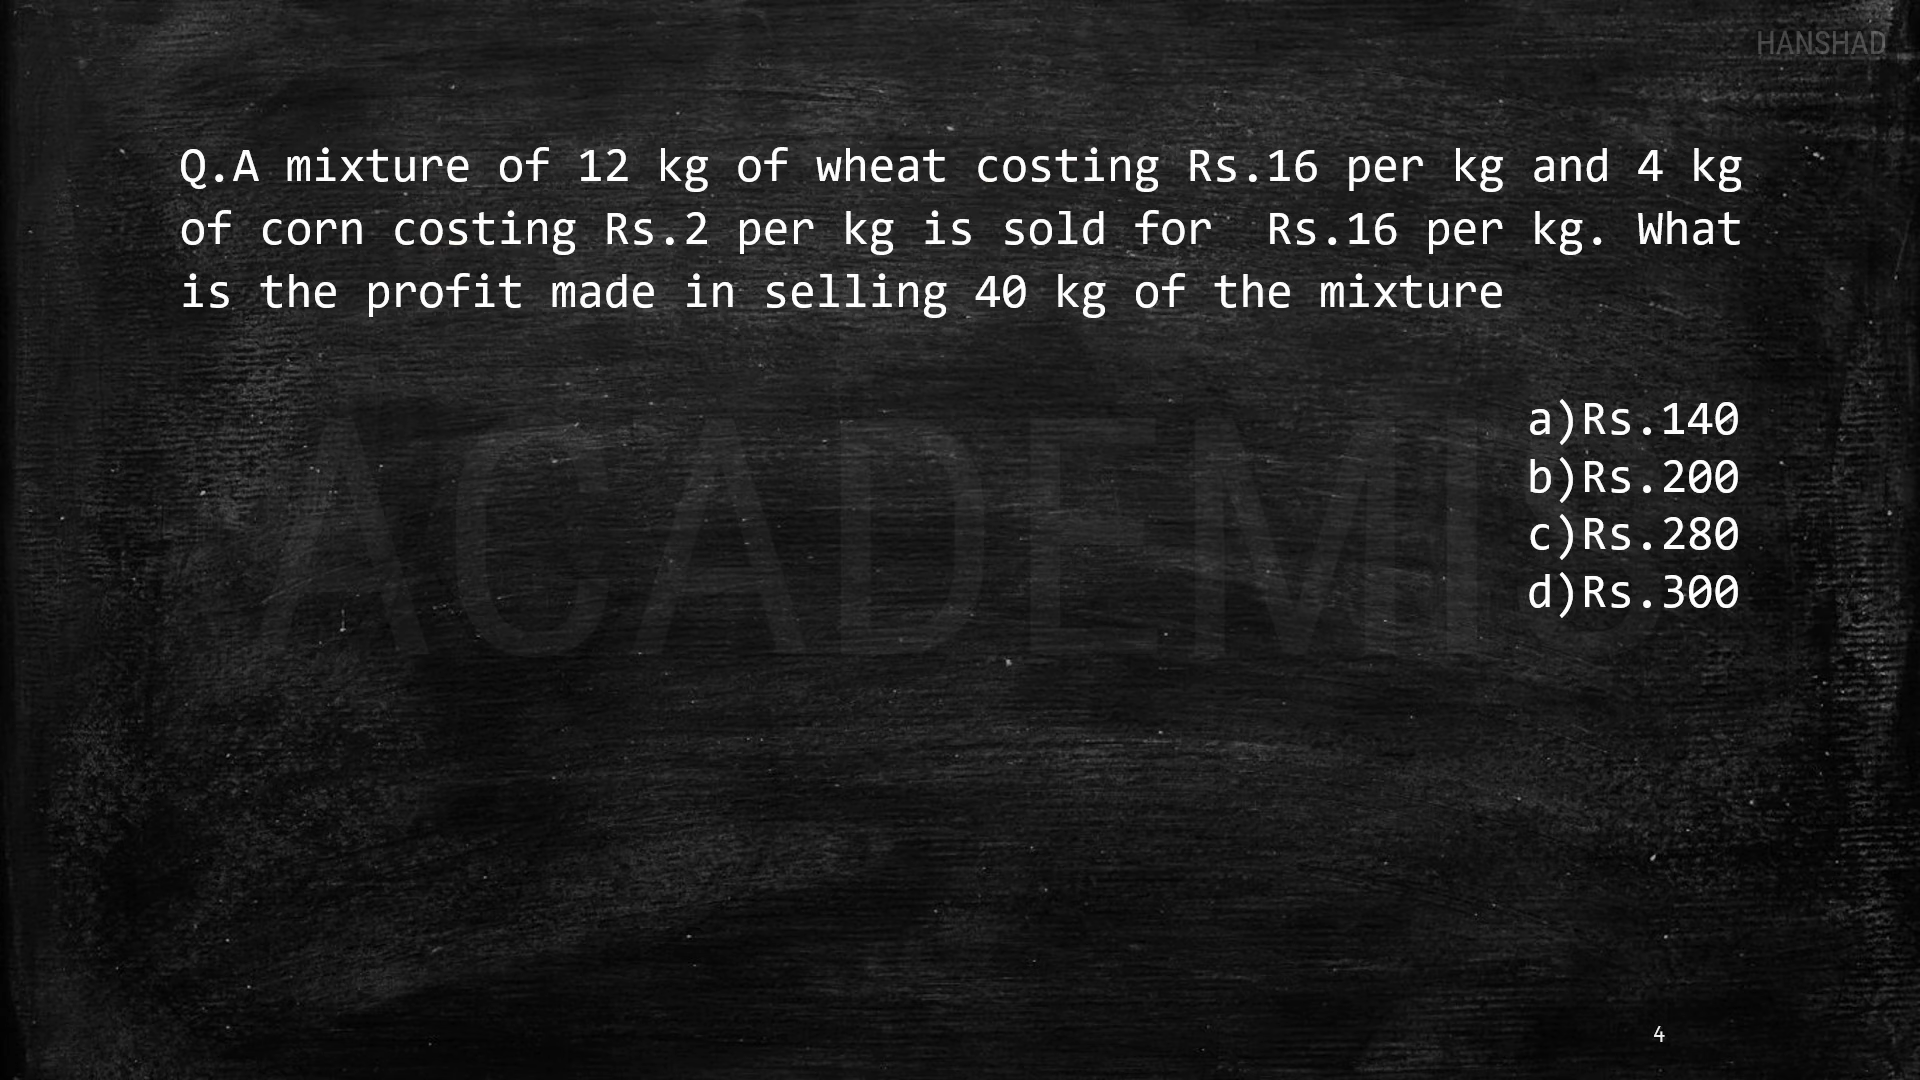 HANSHAD
Q.A mixture of 12 kg of wheat costing Rs.16 per kg and 4 kg
of corn costing Rs.2 per kg is sold for  Rs.16 per kg. What
is the profit made in selling 40 kg of the mixture
a)Rs.140
b)Rs.200
c)Rs.280
d)Rs.300
4